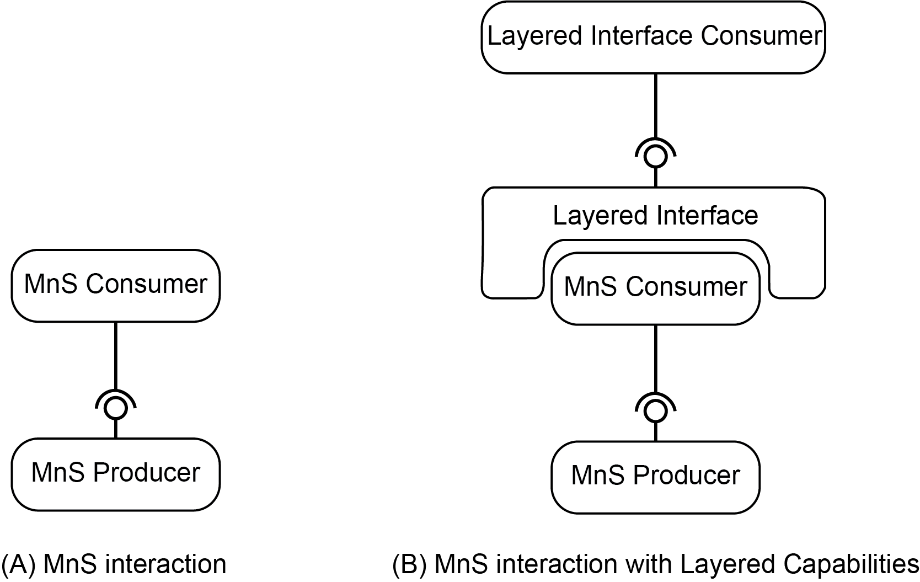 Layered Interface Consumer
Layered Interface
MnS Consumer
MnS Consumer
MnS Producer
MnS Producer
(A) MnS interaction
(B) MnS interaction with Layered Capabilities